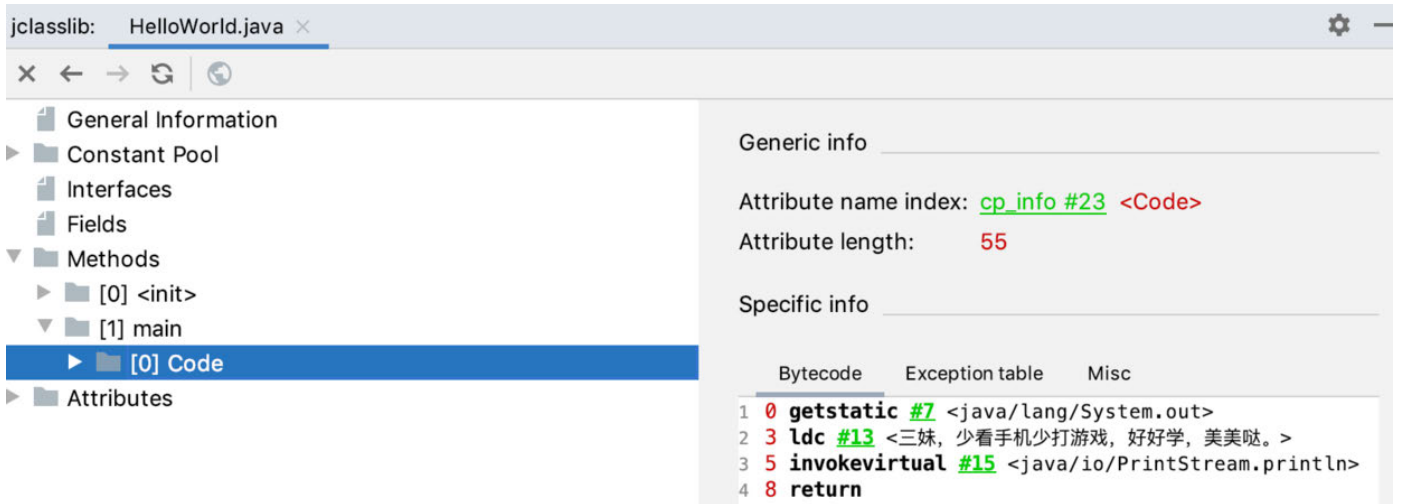 jclasslib: HelloWorld.java
General Information
Constant Pool
Interfaces
Fields
Methods
[0] <init>
[1] main
[0] Code
Attributes
Generic info
Attribute name index: cp_info #23 <Code>
Attribute length: 55
Specific info
Bytecode Exception table Misc
1 0 getstatic #7 <java/lang/System.out>
2 3 ldc #13 <三妹，少看手机少打游戏，好好学，美美哒。>
3 5 invokevirtual #15 <java/io/PrintStream.println>
4 8 return